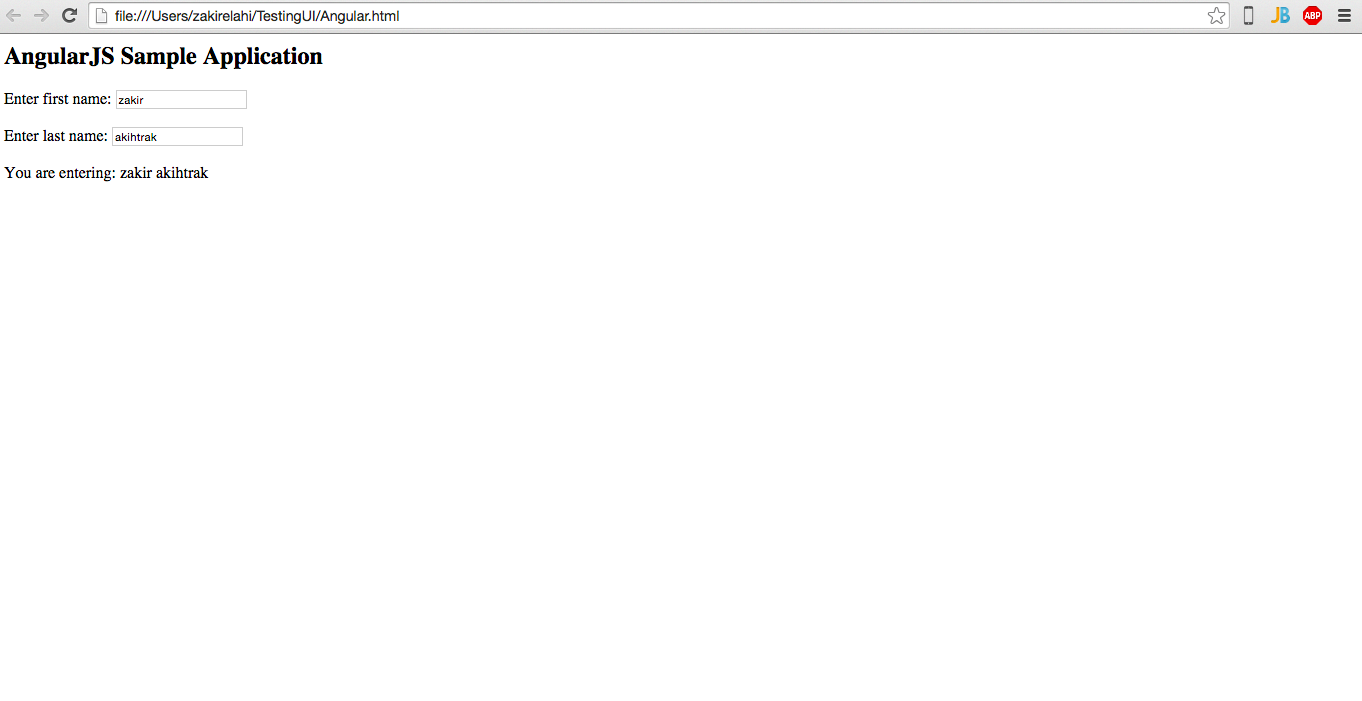 file:///Users/zakirelahi/TestingUI/Angular.html
JB
ABP
AngularJS Sample Application
Enter first name: zakir
Enter last name: akihtrak
You are entering: zakir akihtrak